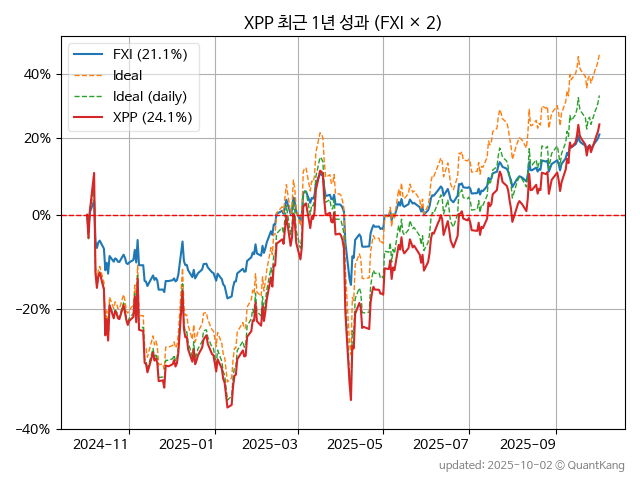 XPP 최근 1년 성과 (FXI × 2)
FXI (21.1%)
Ideal
Ideal (daily)
XPP (24.1%)
40%
20%
0%
−20%
−40%
2024-11
2025-01
2025-03
2025-05
2025-07
2025-09
updated: 2025-10-02 © QuantKang